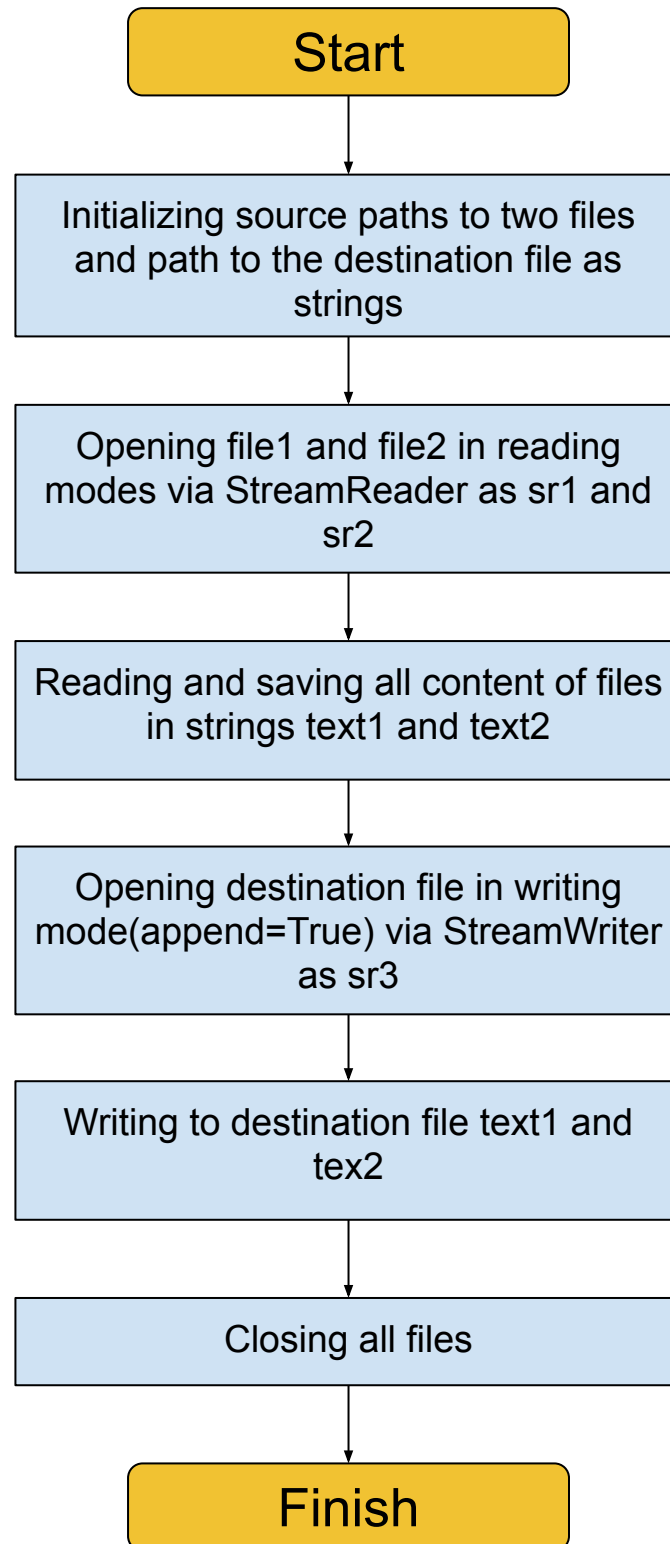 Start
Initializing source paths to two files
and path to the destination file as
strings
Opening file1 and file2 in reading
modes via StreamReader as sr1 and
sr2
Reading and saving all content of files
in strings text1 and text2
Opening destination file in writing
mode(append=True) via StreamWriter
as sr3
Writing to destination file text1 and
tex2
Closing all files
Finish